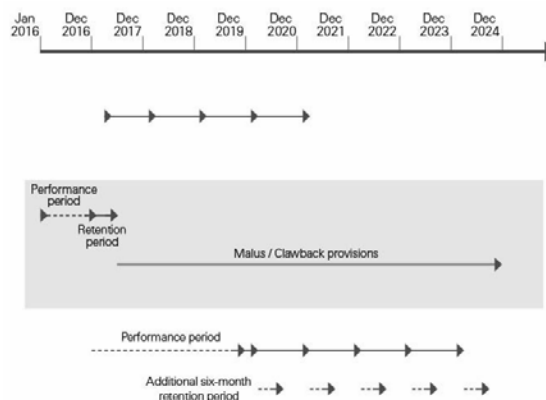 Jan Dec Dec Dec Dec Dec Dec Dec Dec Dec
2016 2016 2017 2018 2019 2020 2021 2022 2023 2024
Performance
period
Retention
period
Malus / Clawback provisions
Performance period
Additional six-month
retention period